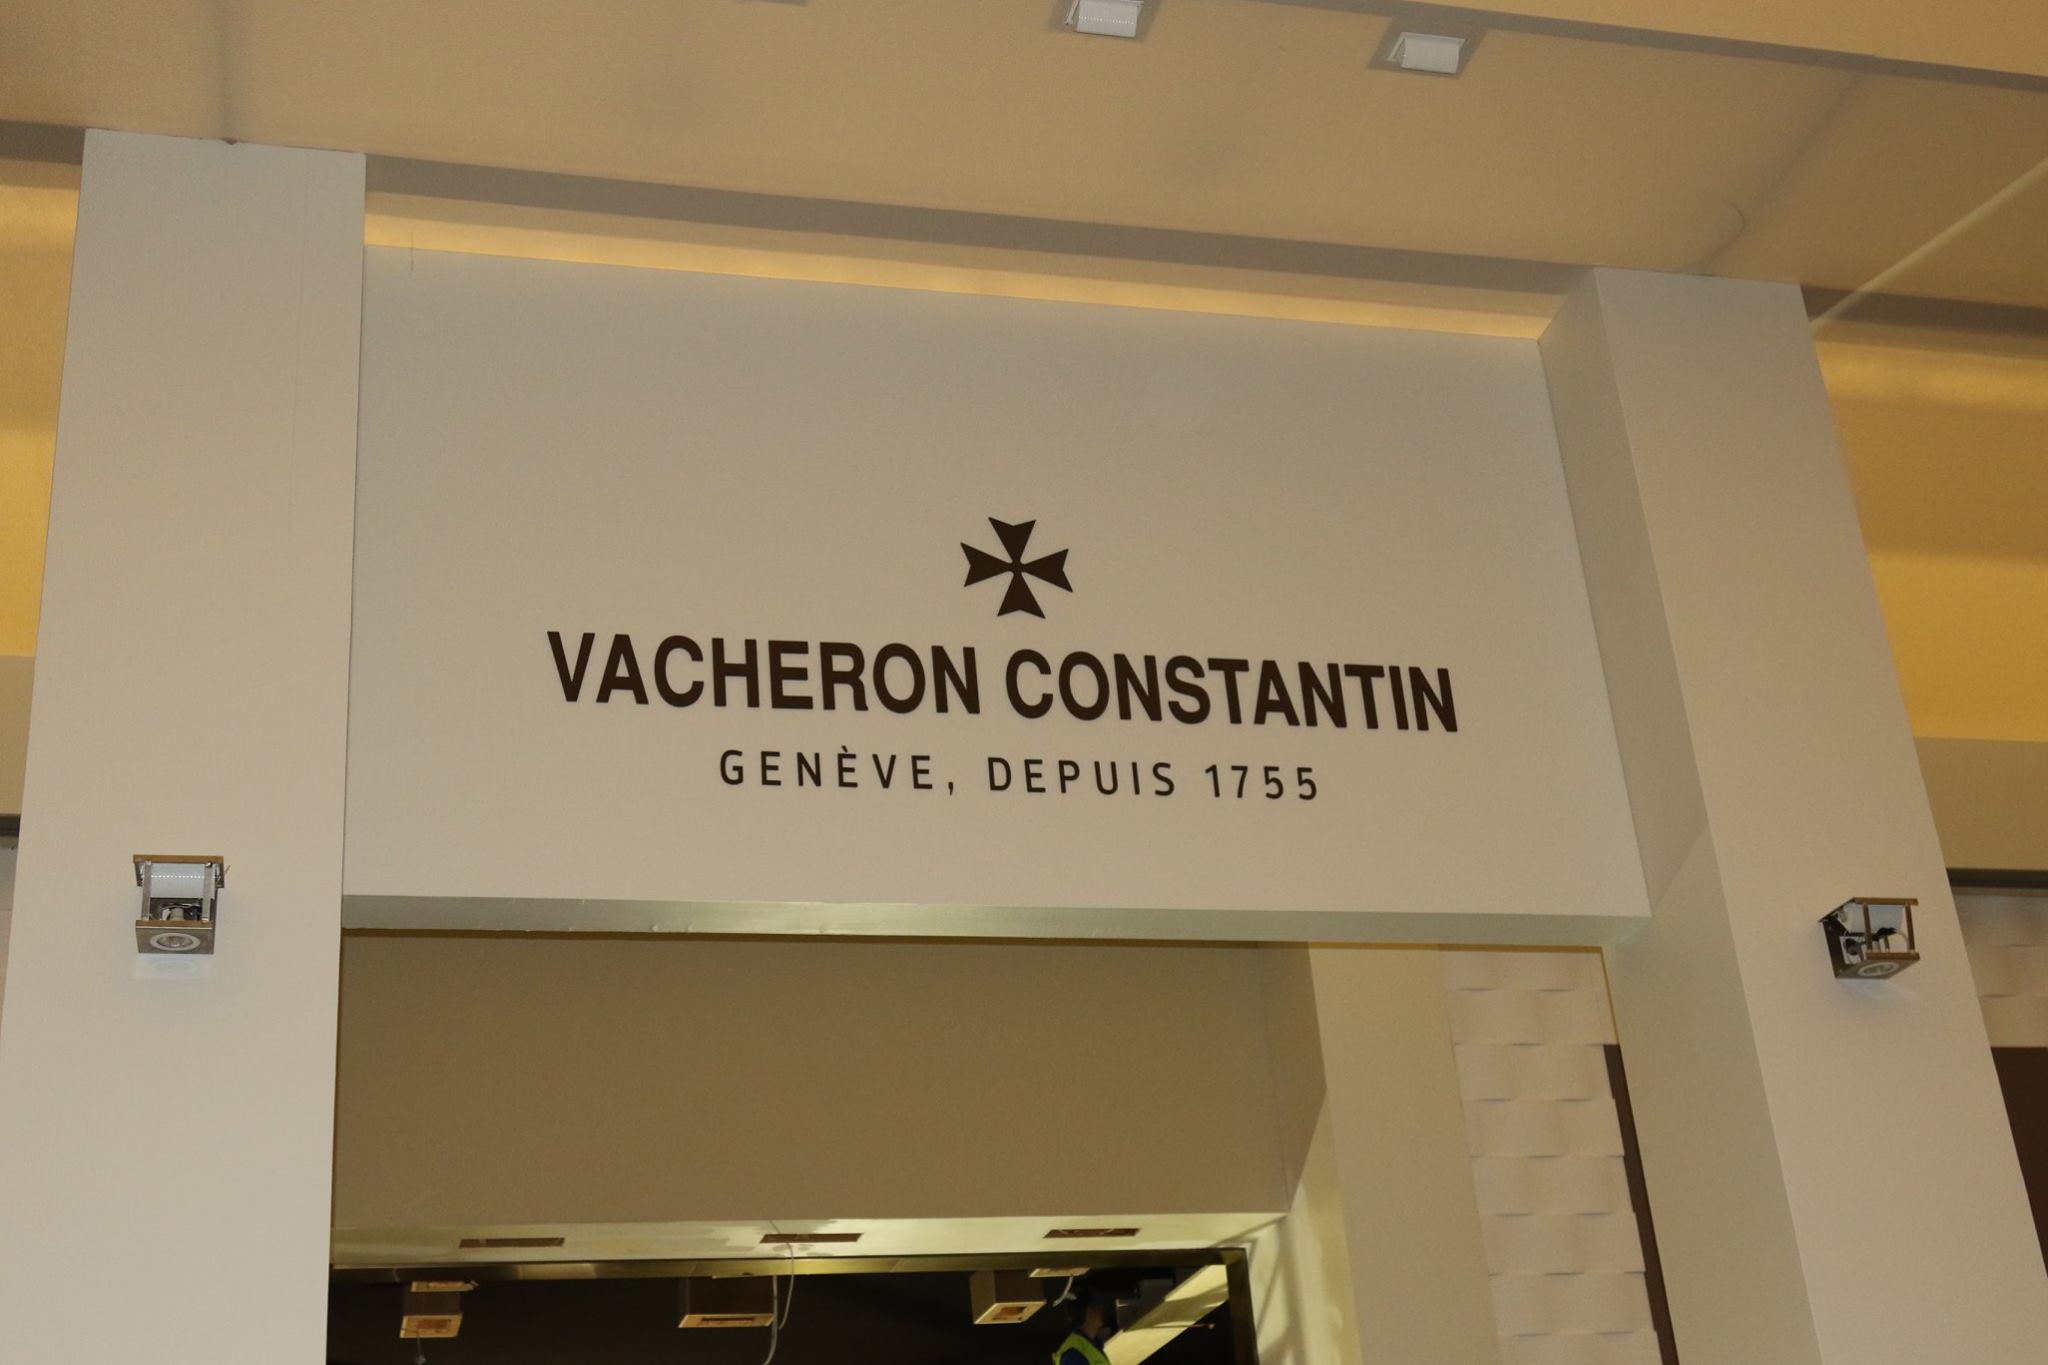 VACHERON CONSTANTIN
GENÈVE, DEPUIS 1755